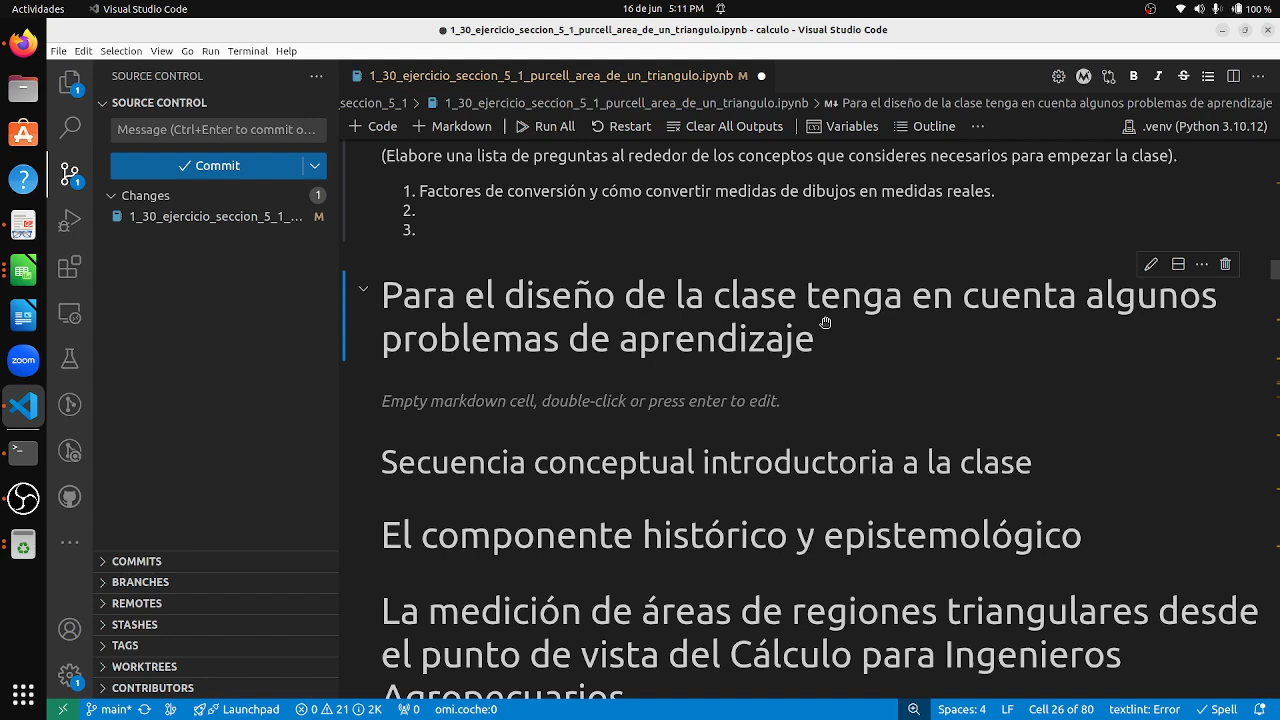 Actividades
Visual Studio Code
16 de jun 5:11 PM
100 %
1_30_ejercicio_seccion_5_1_purcell_area_de_un_triangulo.ipynb - calculo - Visual Studio Code
File Edit Selection View Go Run Terminal Help
SOURCE CONTROL
1_30_ejercicio_seccion_5_1_purcell_area_de_un_triangulo.ipynb M
SOURCE CONTROL
_seccion_5_1 > 1_30_ejercicio_seccion_5_1_purcell_area_de_un_triangulo.ipynb > M↓ Para el diseño de la clase tenga en cuenta algunos problemas de aprendizaje
Message (Ctrl+Enter to commit o...
+ Code + Markdown Run All Restart Clear All Outputs Variables Outline ... .venv (Python 3.10.12)
Commit
Changes 1
1_30_ejercicio_seccion_5_1_... M
(Elabore una lista de preguntas al rededor de los conceptos que consideres necesarios para empezar la clase).
1. Factores de conversión y cómo convertir medidas de dibujos en medidas reales.
2.
3.
Para el diseño de la clase tenga en cuenta algunos
problemas de aprendizaje
Empty markdown cell, double-click or press enter to edit.
Secuencia conceptual introductoria a la clase
El componente histórico y epistemológico
La medición de áreas de regiones triangulares desde
el punto de vista del Cálculo para Ingenieros
Agropecuarios
zoom
COMMITS
BRANCHES
REMOTES
STASHES
TAGS
WORKTREES
CONTRIBUTORS
main* Launchpad 0 21 2K 0 omi.coche:0 Spaces: 4 LF Cell 26 of 80 textlint: Error Spell